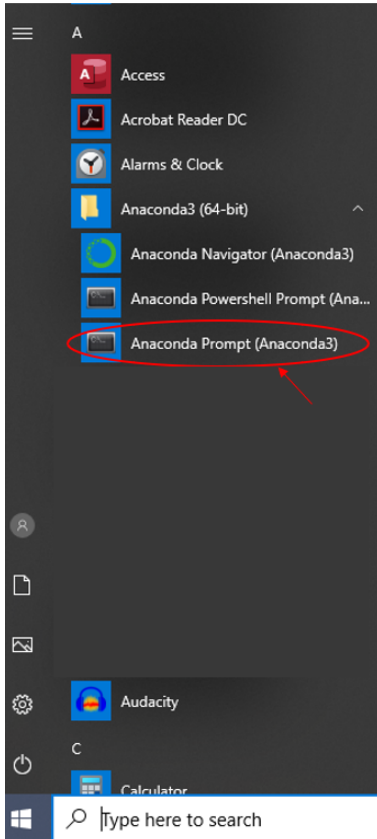 A
Access
Acrobat Reader DC
Alarms & Clock
Anaconda3 (64-bit)
Anaconda Navigator (Anaconda3)
Anaconda Powershell Prompt (Ana...
Anaconda Prompt (Anaconda3)
Audacity
C
Calculator
Type here to search